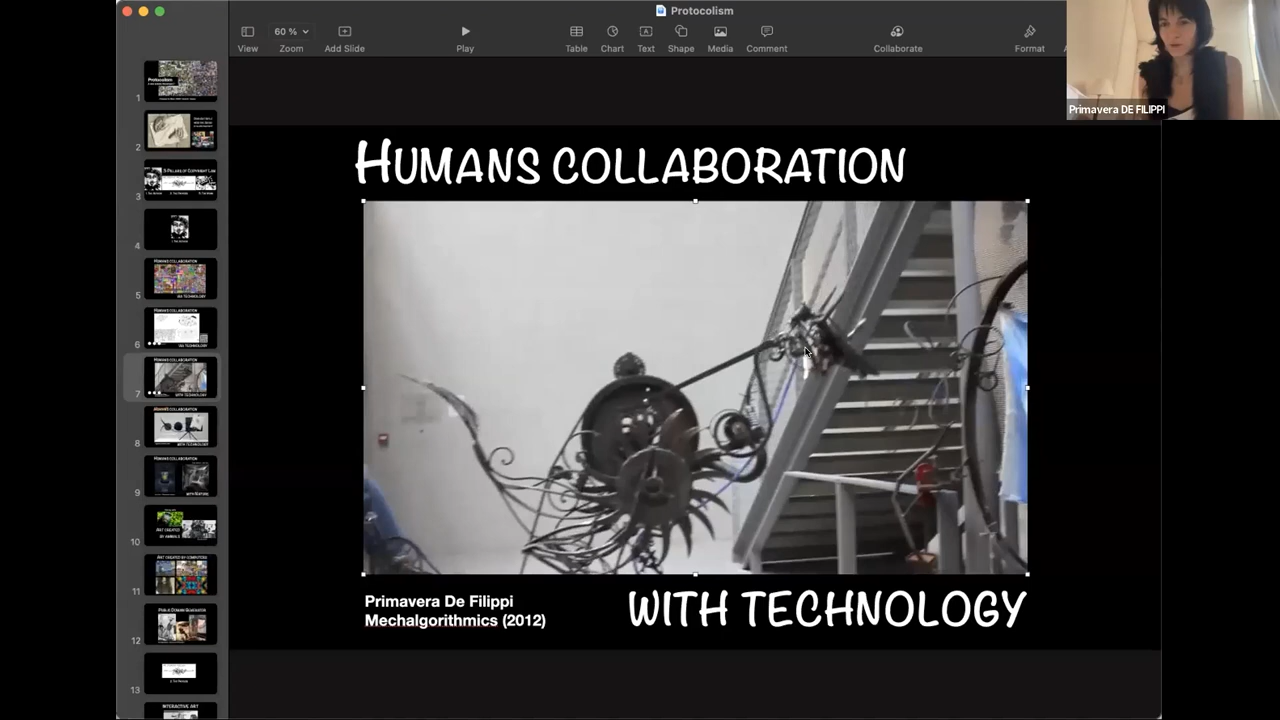 Protocolism
60 %
View
Zoom
Add Slide
Play
Table
Chart
Text
Shape
Media
Comment
Collaborate
Format
Primavera DE FILIPPI
1
2
3
4
5
6
7
8
9
10
11
12
13
HUMANS COLLABORATION
Primavera De Filippi
Mechalgorithmics (2012)
WITH TECHNOLOGY